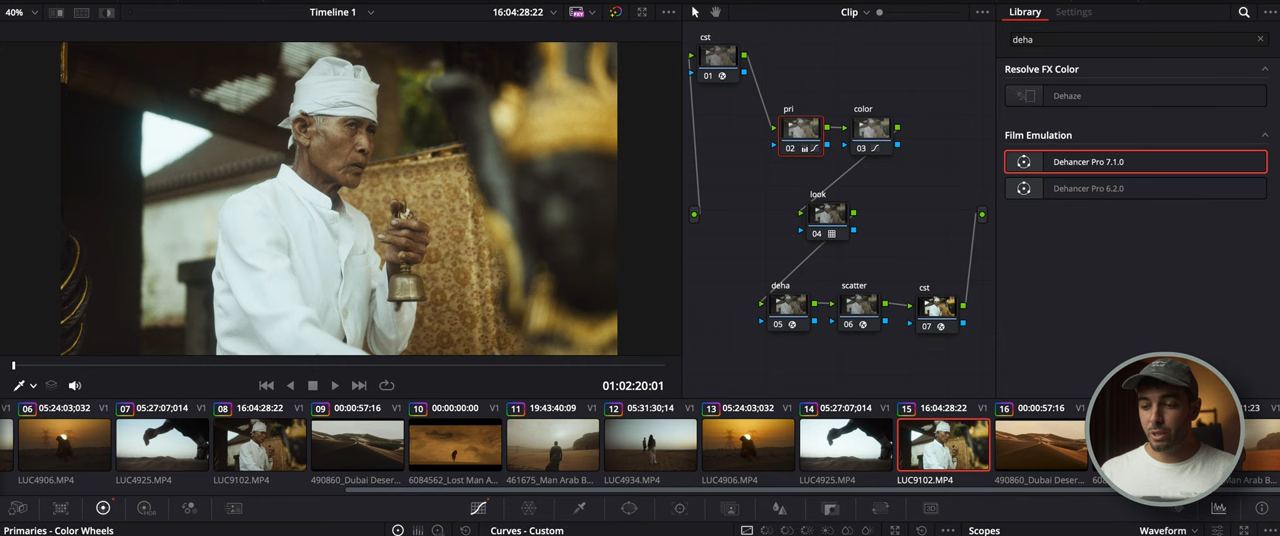 40%
Timeline 1
16:04:28:22
Clip
Library
Settings
deha
Resolve FX Color
Dehaze
Film Emulation
Dehancer Pro 7.1.0
Dehancer Pro 6.2.0
cst
01
pri
color
02
03
look
04
deha
scatter
cst
05
06
07
01:02:20:01
V1
06
05:24:03;032
V1
07
05:27:07;014
V1
08
16:04:28:22
V1
09
00:00:57:16
V1
10
00:00:00:00
V1
11
19:43:40:09
V1
12
05:31:30;14
V1
13
05:24:03;032
V1
14
05:27:07;014
V1
15
16:04:28:22
V1
16
00:00:57:16
V1
1:23
V1
LUC4906.MP4
LUC4925.MP4
LUC9102.MP4
490860_Dubai Deser...
6084562_Lost Man A...
461675_Man Arab B...
LUC4934.MP4
LUC4906.MP4
LUC4925.MP4
LUC9102.MP4
490860_Dubai Deser...
HDR
3D
Primaries - Color Wheels
Curves - Custom
Scopes
Waveform